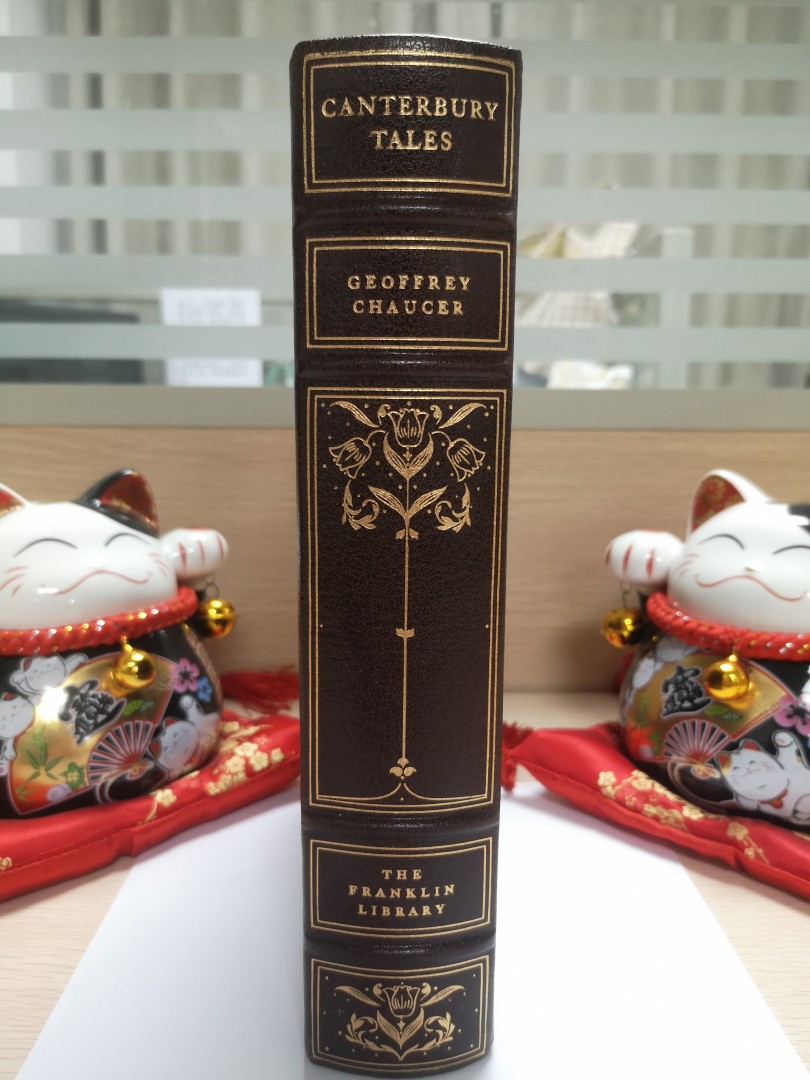 CANTERBURY
TALES
GEOFFREY
CHAUCER
THE
FRANKLIN
LIBRARY